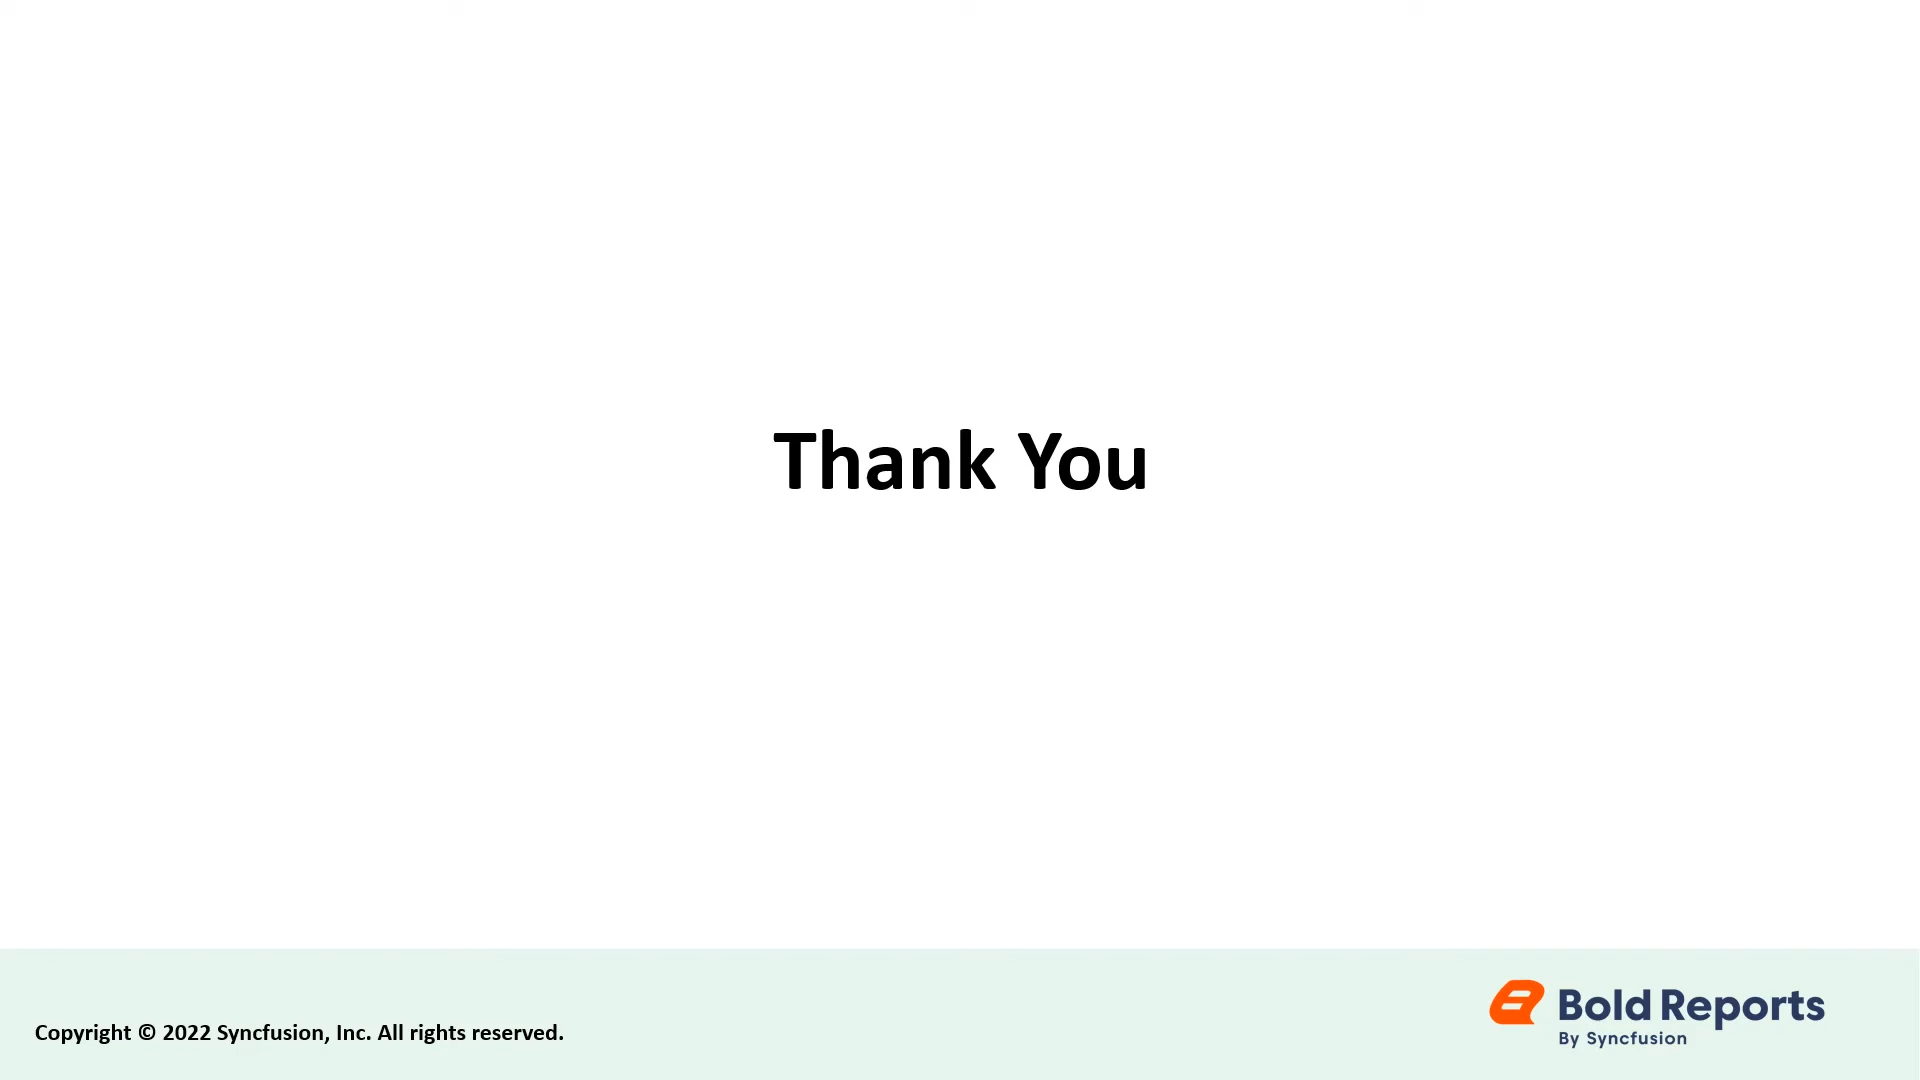 Thank You
Copyright © 2022 Syncfusion, Inc. All rights reserved.
Bold Reports
By Syncfusion